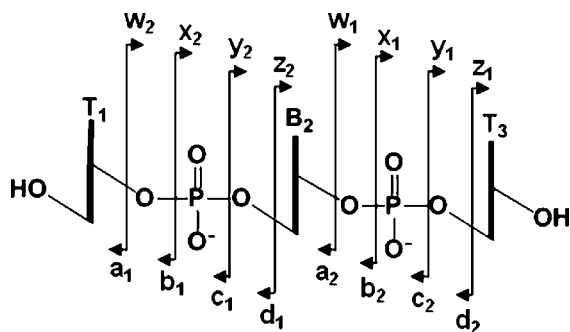 w₂ w₁
x₂ x₁
y₂ y₁
z₂ z₁
T₁ B₂ T₃
O O
HO O P O O P O OH
O⁻ O⁻
a₁ a₂
b₁ b₂
c₁ c₂
d₁ d₂